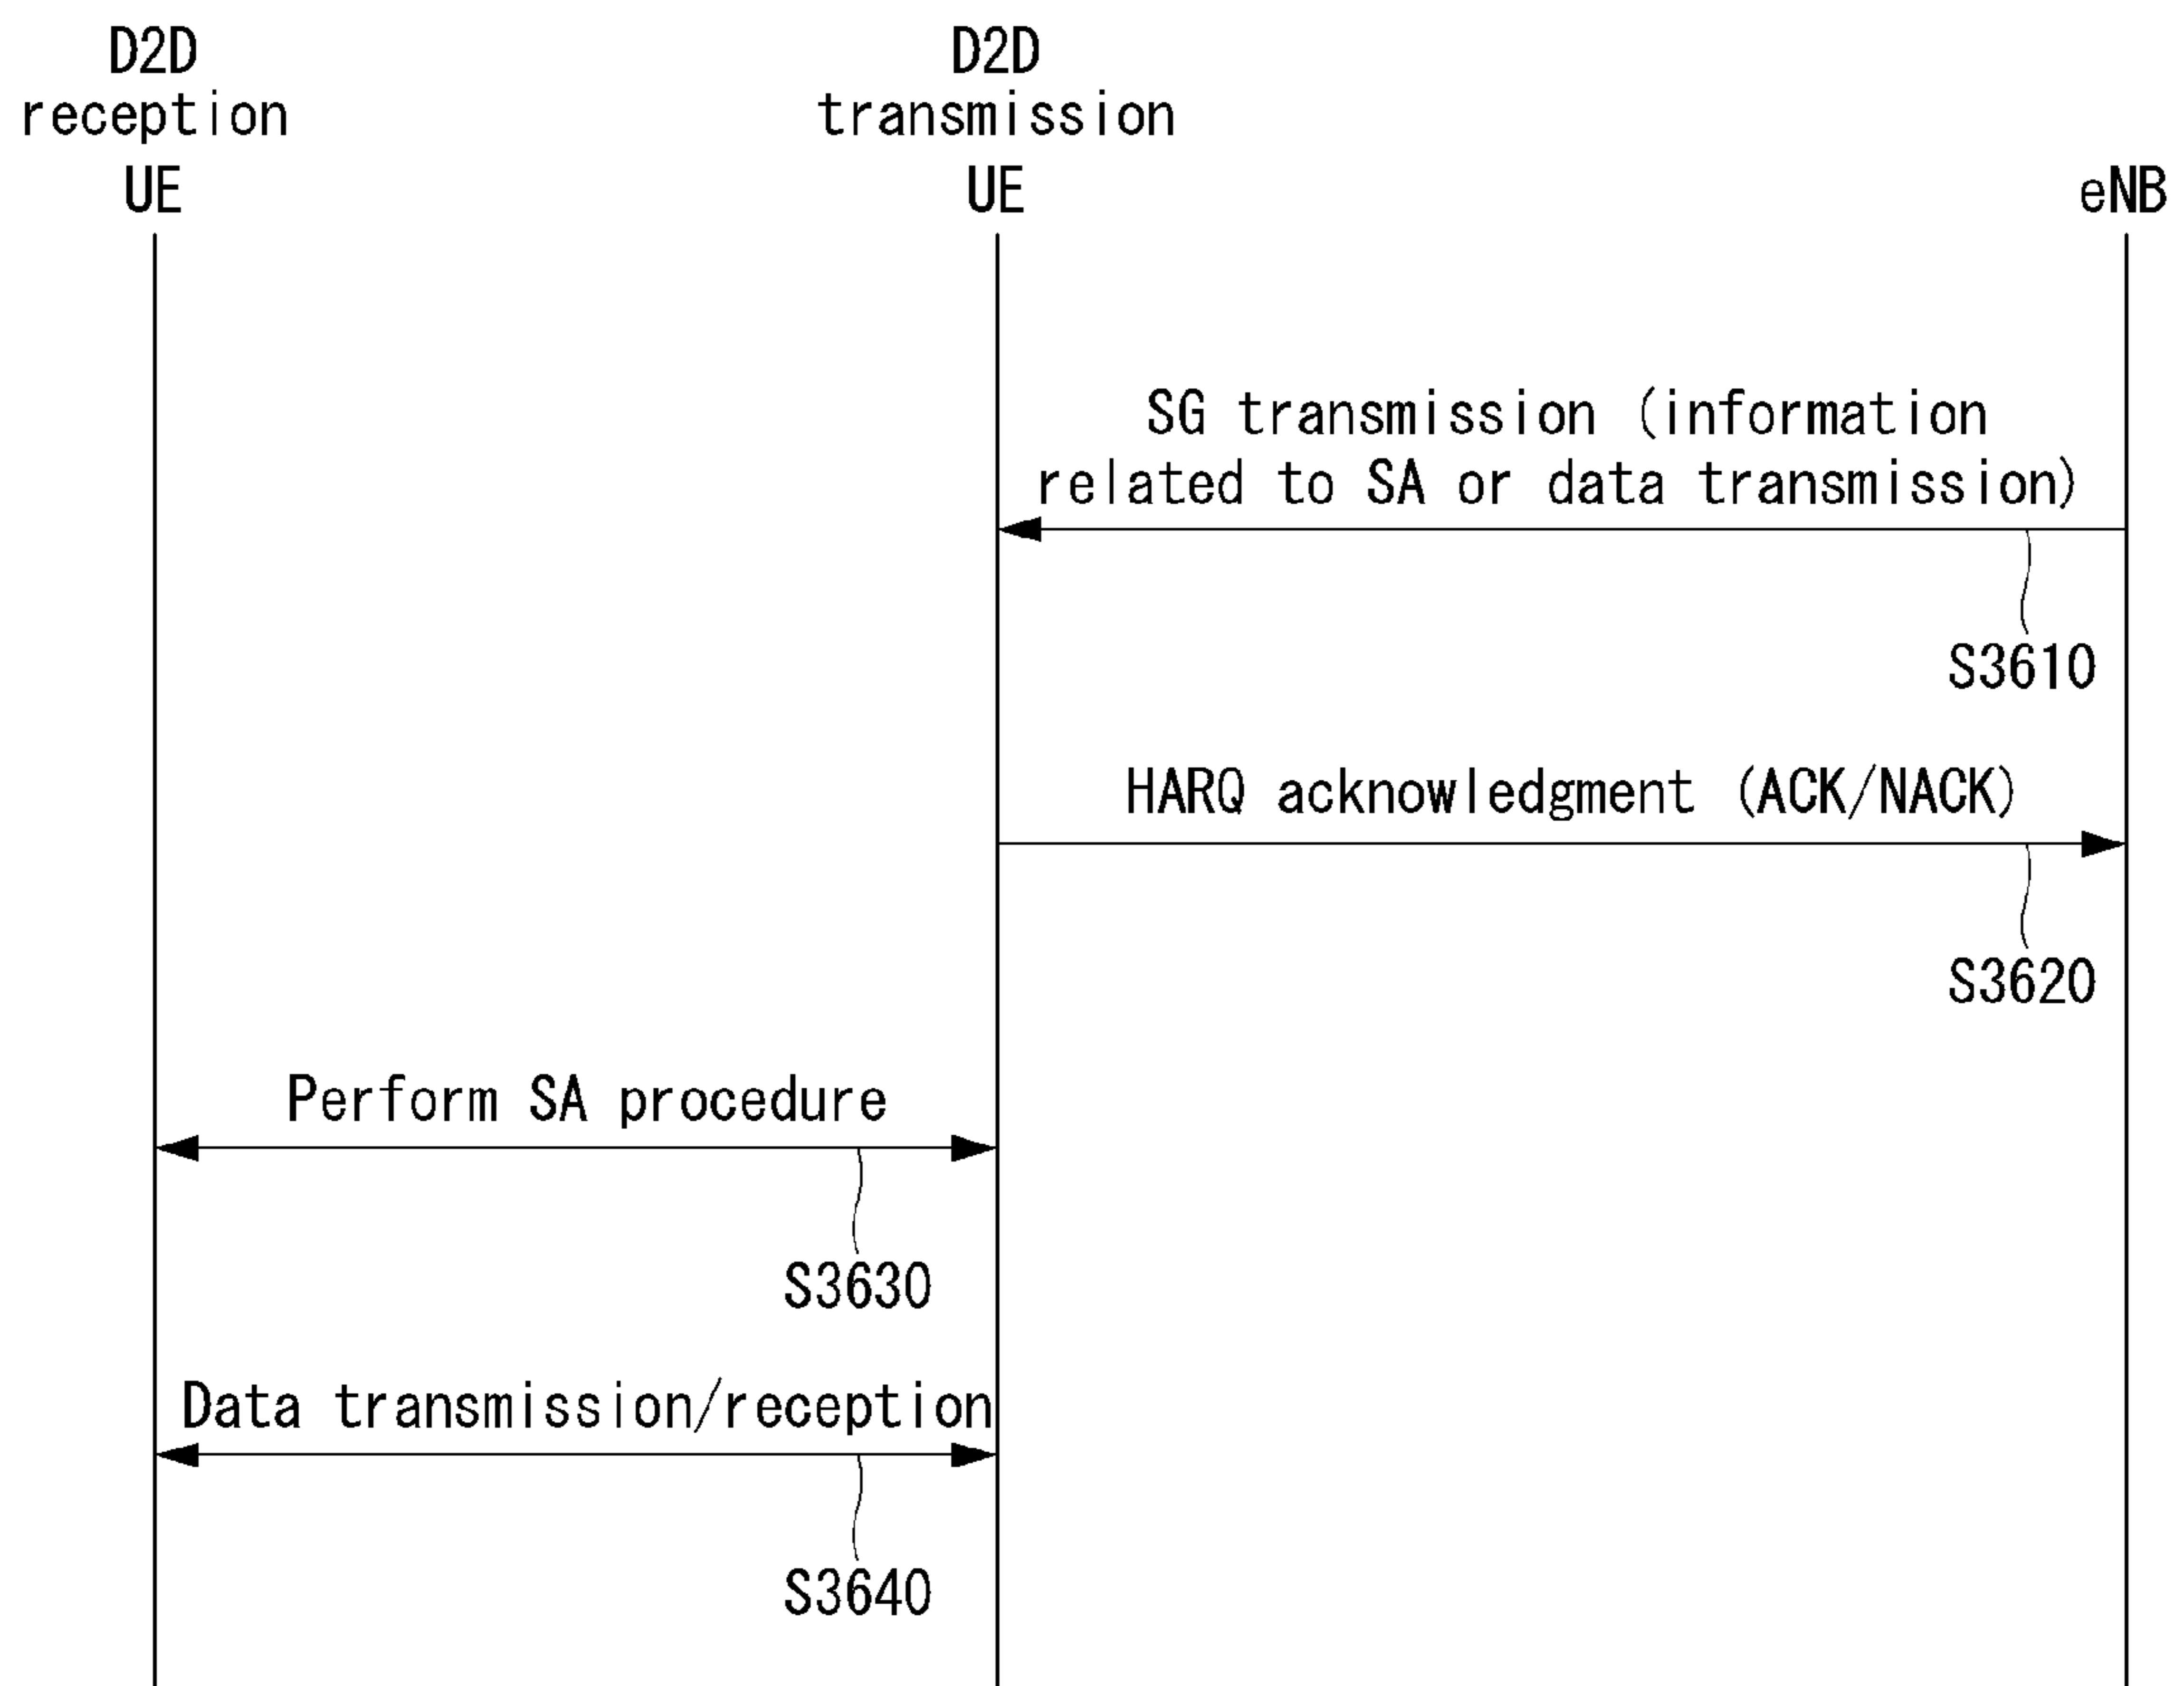 D2D
reception
UE
D2D
transmission
UE
eNB
SG transmission (information
related to SA or data transmission)
S3610
HARQ acknowledgment (ACK/NACK)
S3620
Perform SA procedure
S3630
Data transmission/reception
S3640